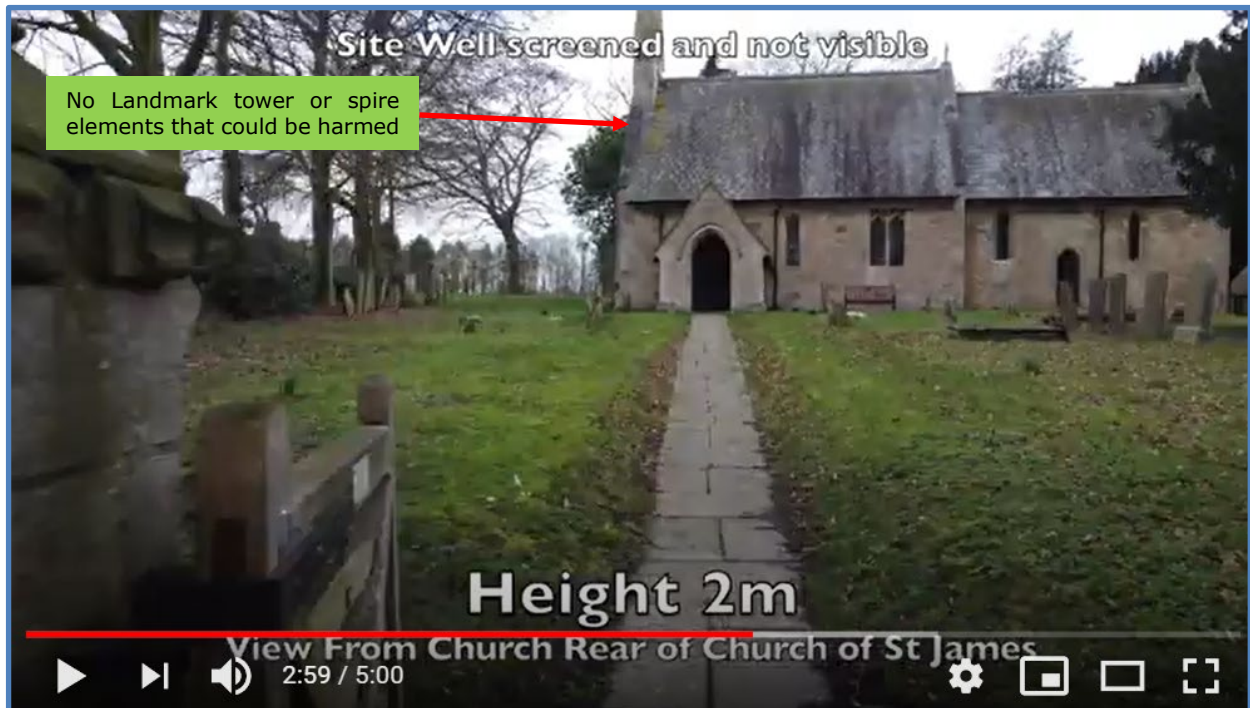 Site Well screened and not visible
No Landmark tower or spire
elements that could be harmed
Height 2m
View From Church Rear of Church of St James
2:59 / 5:00